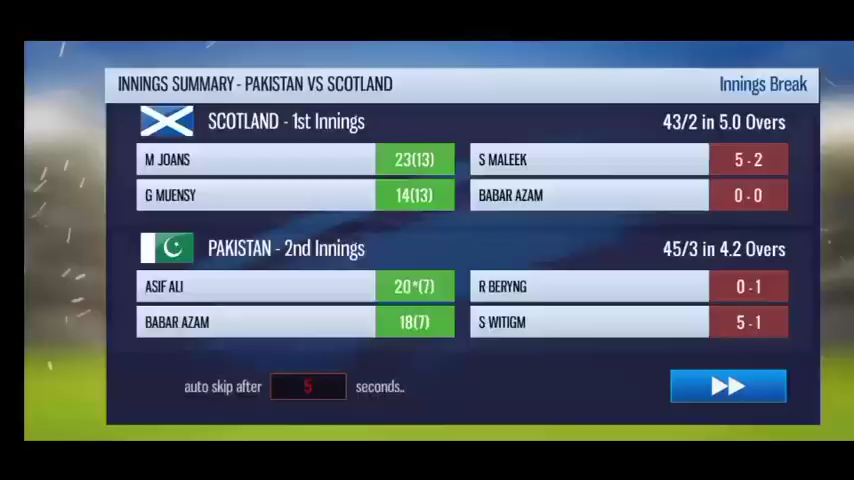 INNINGS SUMMARY - PAKISTAN VS SCOTLAND Innings Break
SCOTLAND - 1st Innings 43/2 in 5.0 Overs
M JOANS 23(13) S MALEEK 5 - 2
G MUENSY 14(13) BABAR AZAM 0 - 0
PAKISTAN - 2nd Innings 45/3 in 4.2 Overs
ASIF ALI 20*(7) R BERYNG 0 - 1
BABAR AZAM 18(7) S WITIGM 5 - 1
auto skip after 5 seconds..